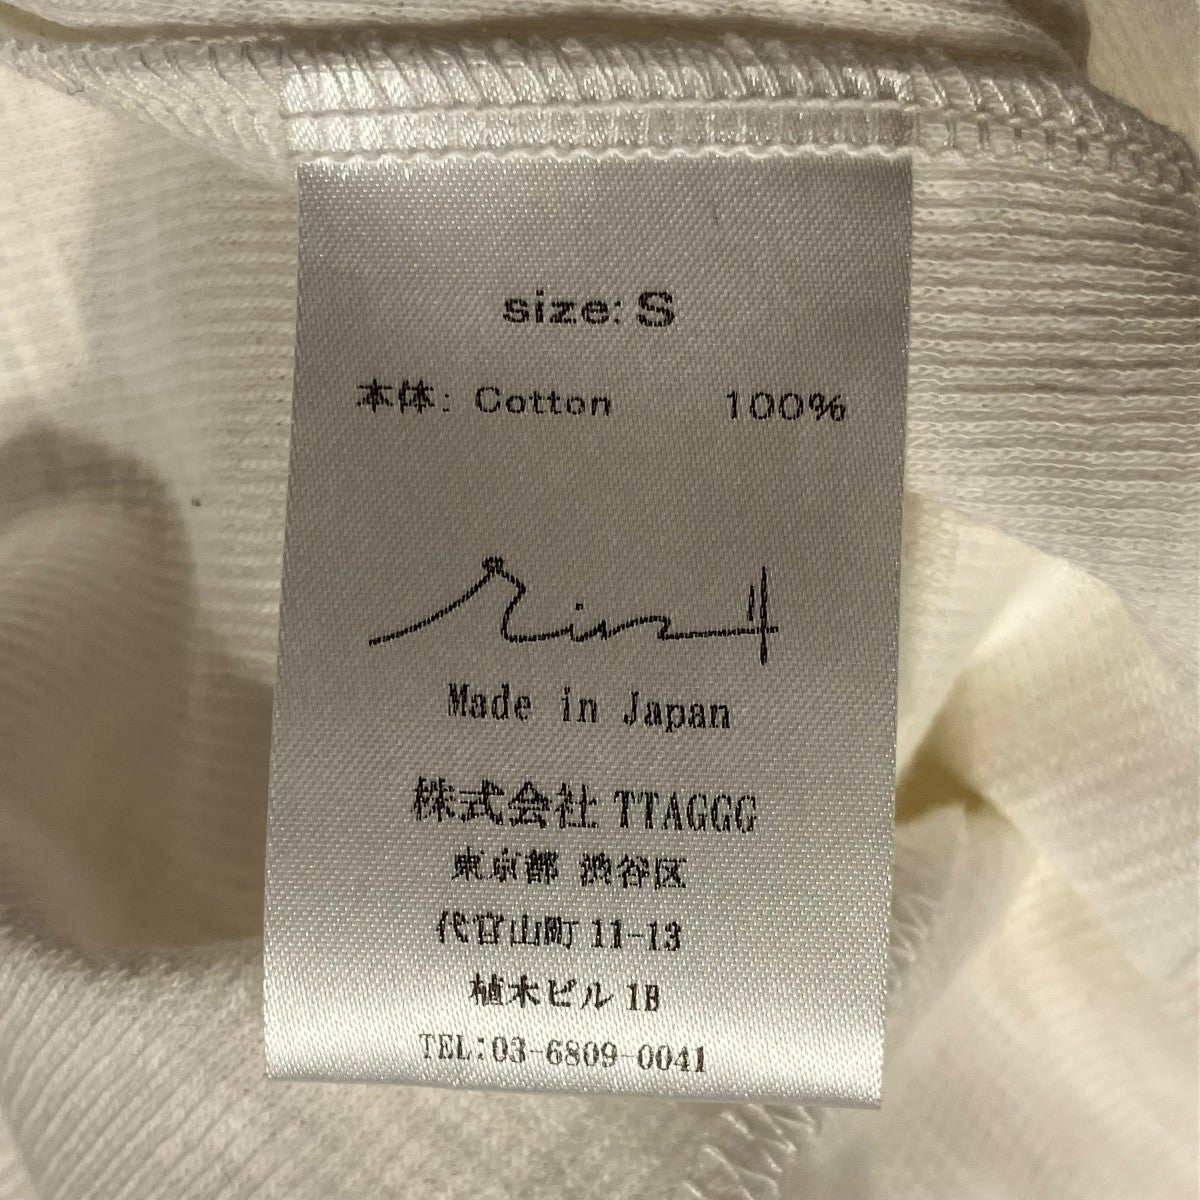 size: S
本体: Cotton 100%
Made in Japan
株式会社 TTAGGG
東京都 渋谷区
代官山町 11-13
植木ビル 1B
TEL:03-6809-0041